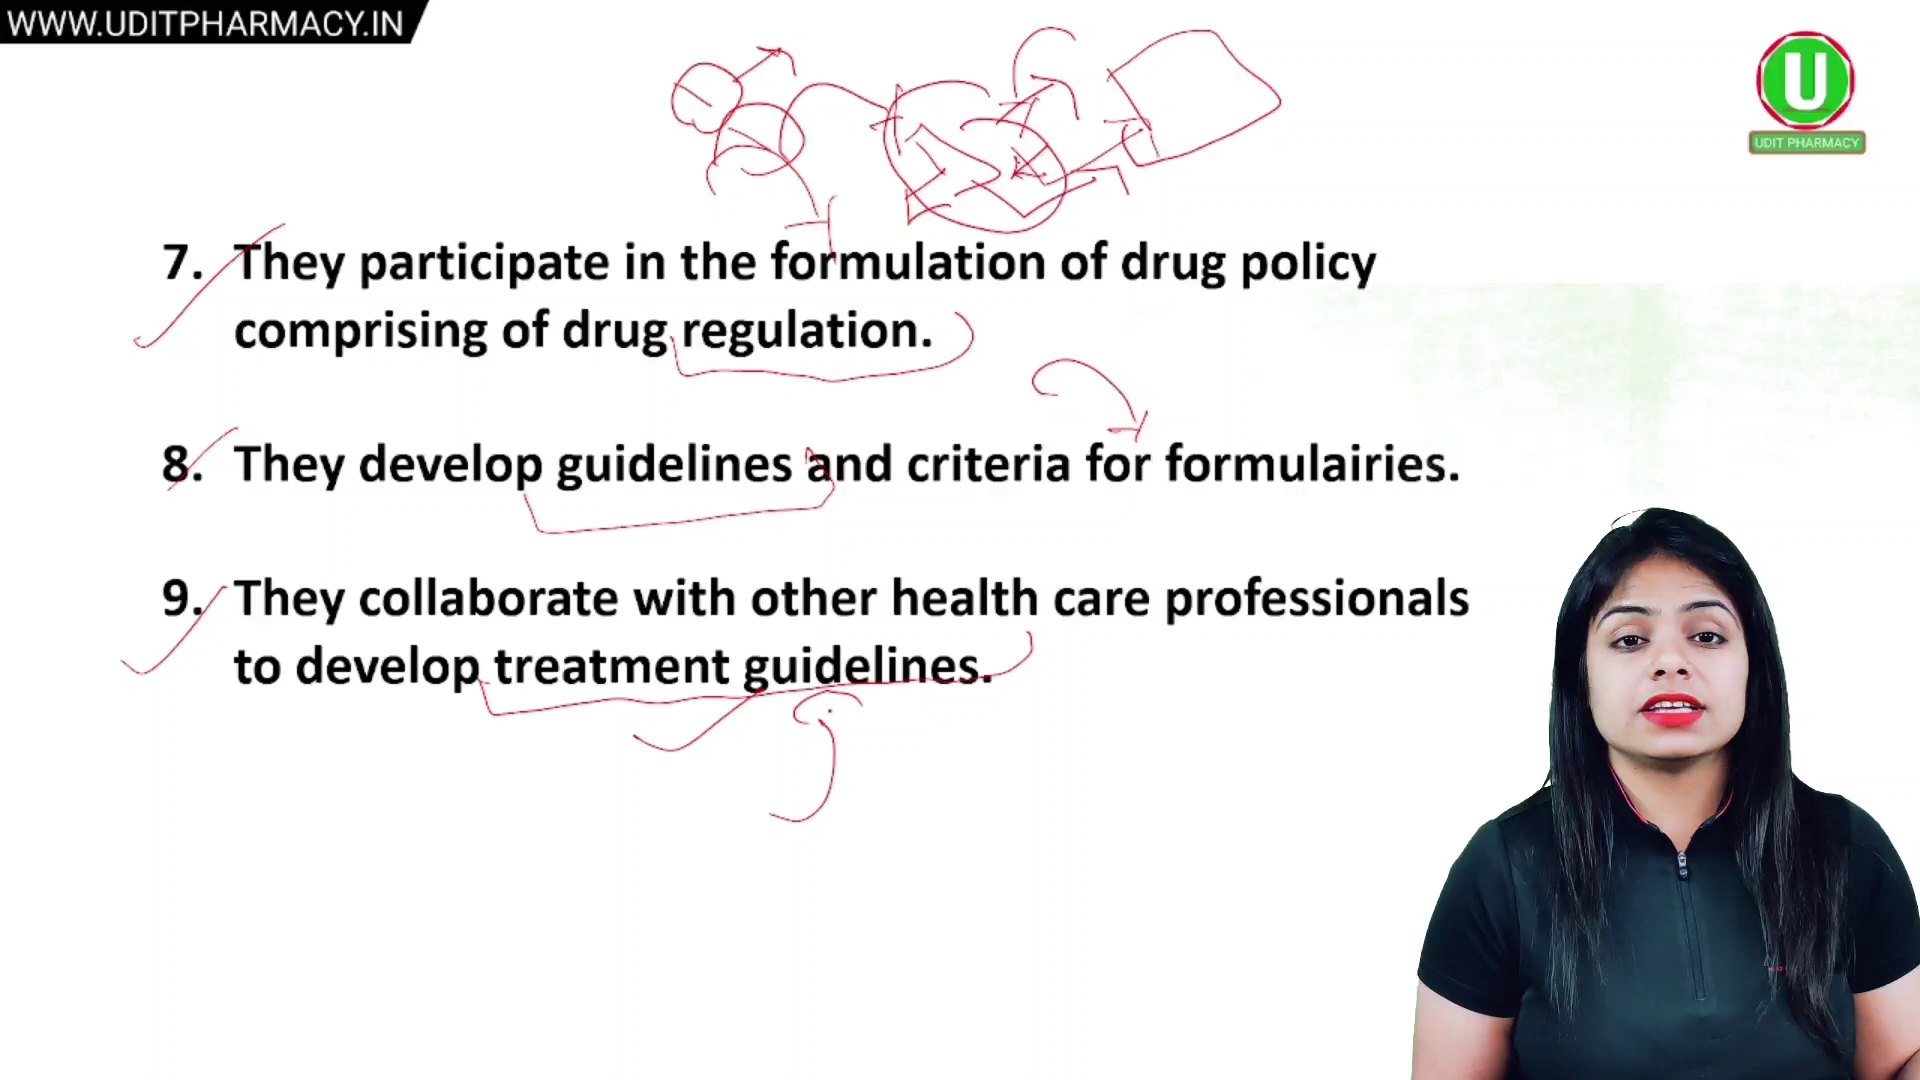 WWW.UDITPHARMACY.IN
U
UDIT PHARMACY
7. They participate in the formulation of drug policy
comprising of drug regulation.
8. They develop guidelines and criteria for formulairies.
9. They collaborate with other health care professionals
to develop treatment guidelines.